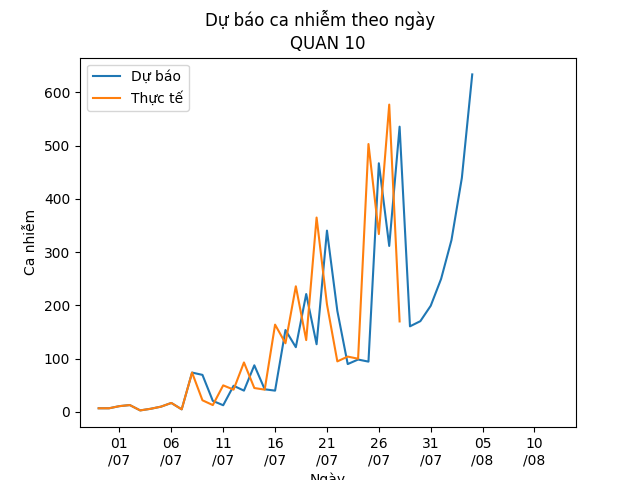 Dự báo ca nhiễm theo ngày
QUAN 10
Dự báo
Thực tế
Ca nhiễm
600
500
400
300
200
100
0
01 06 11 16 21 26 31 05 10
/07 /07 /07 /07 /07 /07 /07 /08 /08
Ngày